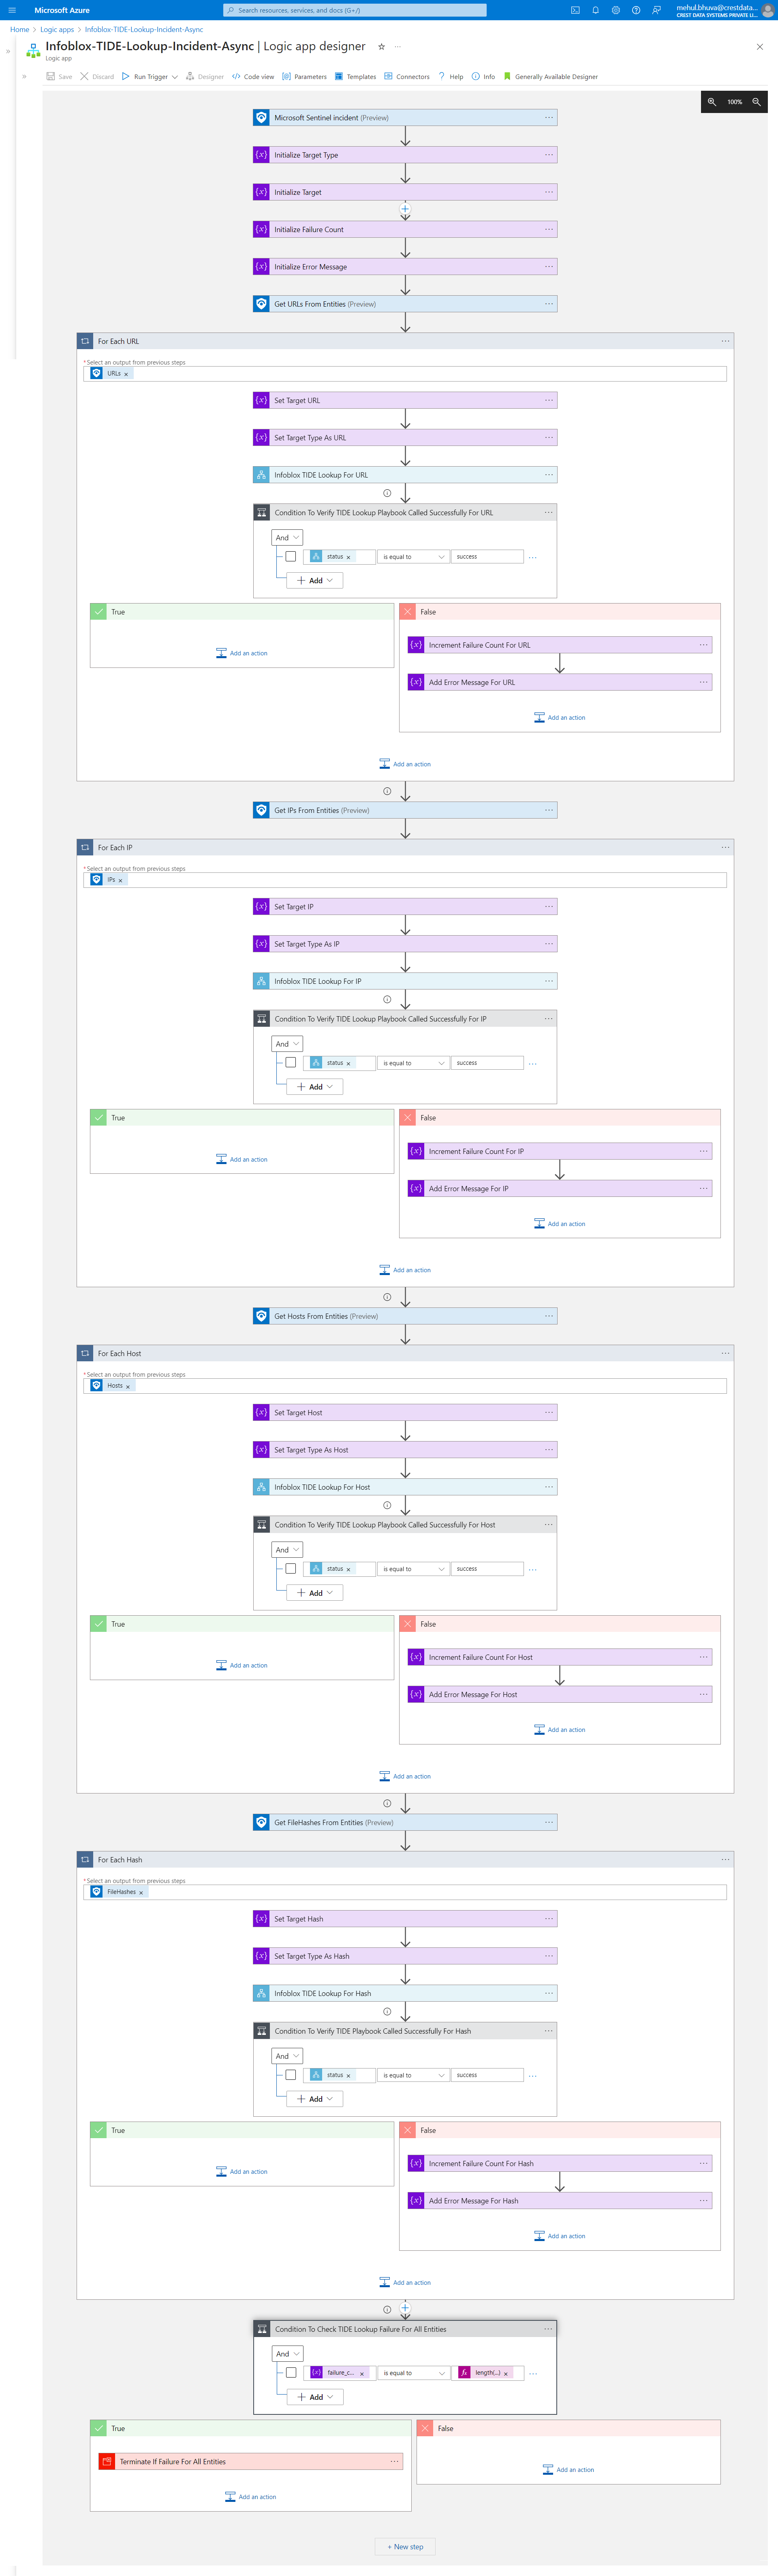 Microsoft Azure
Search resources, services, and docs (G+/)
mehul.bhuva@crestdata...
CREST DATA SYSTEMS PRIVATE LI...
Home > Logic apps > Infoblox-TIDE-Lookup-Incident-Async
Infoblox-TIDE-Lookup-Incident-Async | Logic app designer
Logic app
Save Discard Run Trigger Designer Code view Parameters Templates Connectors Help Info Generally Available Designer
100%
Microsoft Sentinel incident (Preview)
Initialize Target Type
Initialize Target
Initialize Failure Count
Initialize Error Message
Get URLs From Entities (Preview)
For Each URL
*Select an output from previous steps
URLs ×
Set Target URL
Set Target Type As URL
Infoblox TIDE Lookup For URL
Condition To Verify TIDE Lookup Playbook Called Successfully For URL
And
status × is equal to success
Add
True
False
Add an action
Increment Failure Count For URL
Add Error Message For URL
Add an action
Add an action
Get IPs From Entities (Preview)
For Each IP
*Select an output from previous steps
IPs ×
Set Target IP
Set Target Type As IP
Infoblox TIDE Lookup For IP
Condition To Verify TIDE Lookup Playbook Called Successfully For IP
And
status × is equal to success
Add
True
False
Add an action
Increment Failure Count For IP
Add Error Message For IP
Add an action
Add an action
Get Hosts From Entities (Preview)
For Each Host
*Select an output from previous steps
Hosts ×
Set Target Host
Set Target Type As Host
Infoblox TIDE Lookup For Host
Condition To Verify TIDE Lookup Playbook Called Successfully For Host
And
status × is equal to success
Add
True
False
Add an action
Increment Failure Count For Host
Add Error Message For Host
Add an action
Add an action
Get FileHashes From Entities (Preview)
For Each Hash
*Select an output from previous steps
FileHashes ×
Set Target Hash
Set Target Type As Hash
Infoblox TIDE Lookup For Hash
Condition To Verify TIDE Playbook Called Successfully For Hash
And
status × is equal to success
Add
True
False
Add an action
Increment Failure Count For Hash
Add Error Message For Hash
Add an action
Add an action
Condition To Check TIDE Lookup Failure For All Entities
And
failure_c... × is equal to length(...) ×
Add
True
False
Terminate If Failure For All Entities
Add an action
Add an action
+ New step